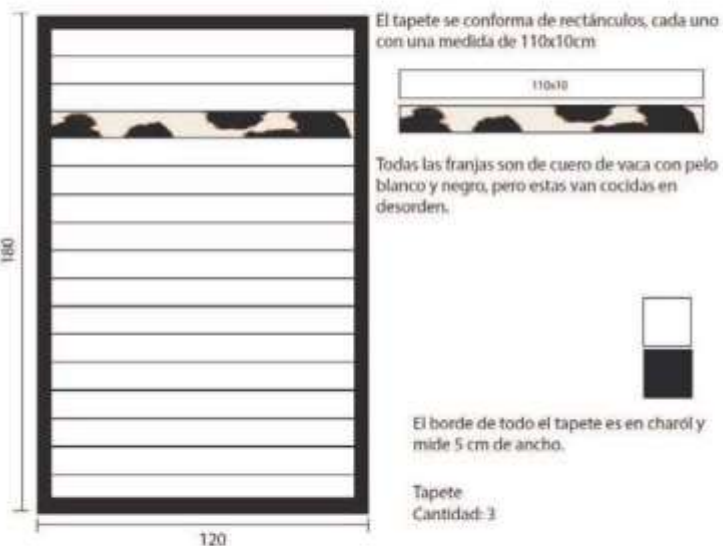 El tapete se conforma de rectánculos, cada uno
con una medida de 110x10cm
110x10
Todas las franjas son de cuero de vaca con pelo
blanco y negro, pero estas van cocidas en
desorden.
180
El borde de todo el tapete es en charól y
mide 5 cm de ancho.
Tapete
Cantidad: 3
120